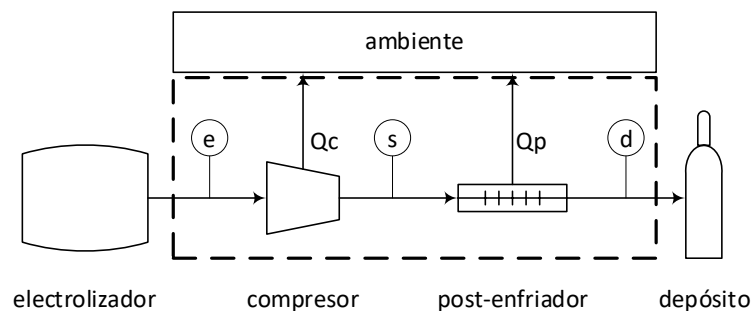 ambiente
e
Qc
s
Qp
d
electrolizador
compresor
post-enfriador
depósito